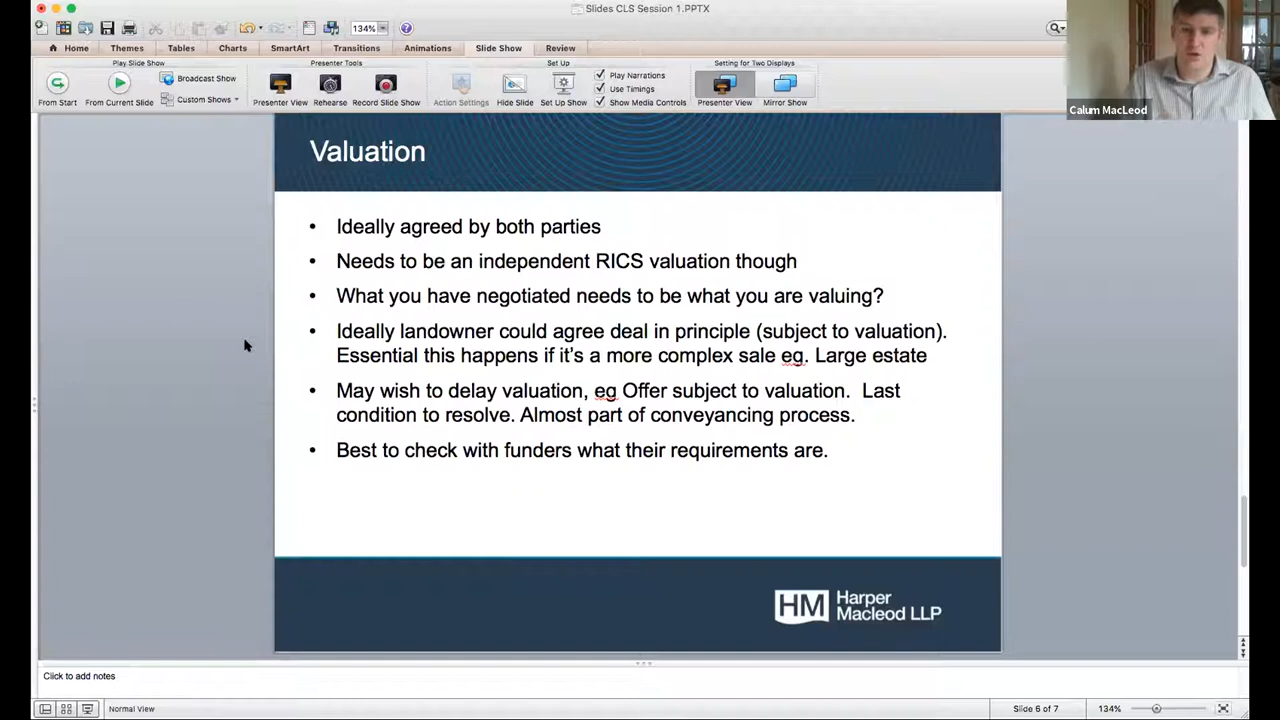 Slides CLS Session 1.PPTX
134%
Home Themes Tables Charts SmartArt Transitions Animations Slide Show Review
Play Slide Show Presenter Tools Set Up Setting for Two Displays
From Start From Current Slide Broadcast Show Custom Shows Presenter View Rehearse Record Slide Show Action Settings Hide Slide Set Up Show Play Narrations Use Timings Show Media Controls Presenter View Mirror Show
Calum MacLeod
Valuation
• Ideally agreed by both parties
• Needs to be an independent RICS valuation though
• What you have negotiated needs to be what you are valuing?
• Ideally landowner could agree deal in principle (subject to valuation).
Essential this happens if it's a more complex sale eg. Large estate
• May wish to delay valuation, eg Offer subject to valuation. Last
condition to resolve. Almost part of conveyancing process.
• Best to check with funders what their requirements are.
HM Harper
Macleod LLP
Click to add notes
Normal View Slide 6 of 7 134%